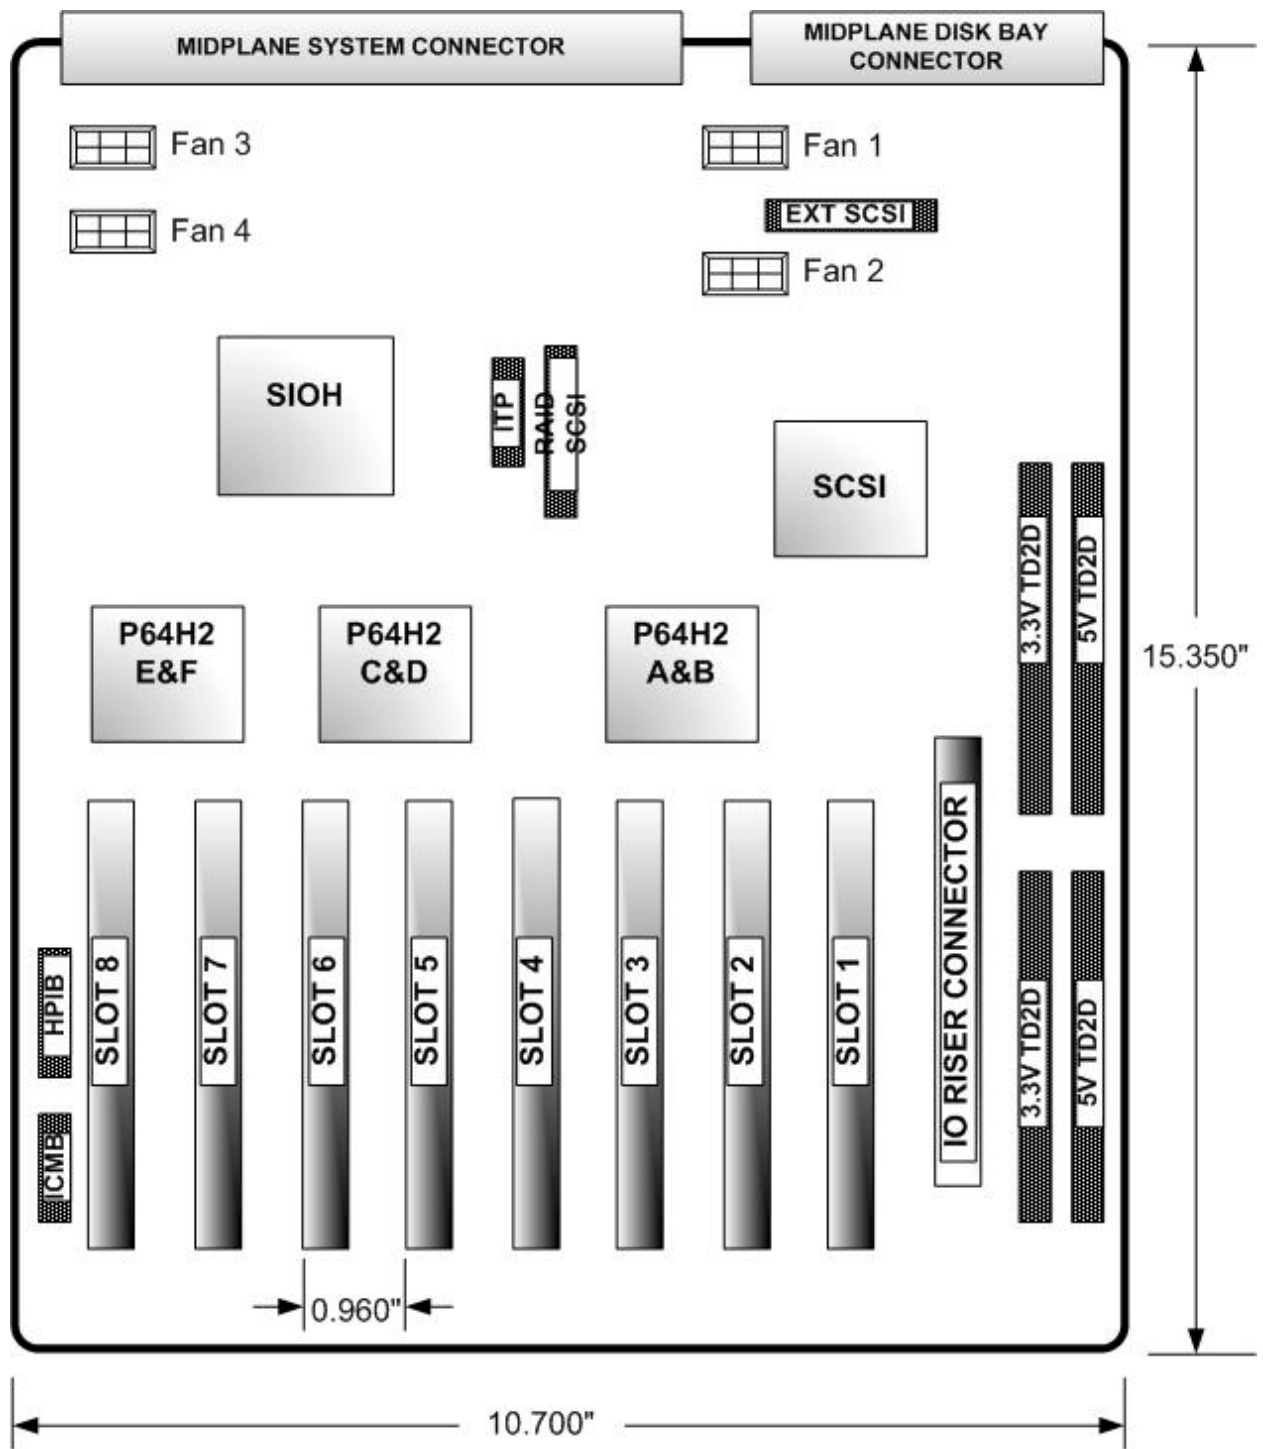 MIDPLANE SYSTEM CONNECTOR
MIDPLANE DISK BAY
CONNECTOR
Fan 3
Fan 1
EXT SCSI
Fan 4
Fan 2
SIOH
ITP
RAID
SCSI
SCSI
3.3V TD2D
5V TD2D
P64H2
E&F
P64H2
C&D
P64H2
A&B
15.350"
HPIB
ICMB
SLOT 8
SLOT 7
SLOT 6
SLOT 5
SLOT 4
SLOT 3
SLOT 2
SLOT 1
IO RISER CONNECTOR
3.3V TD2D
5V TD2D
0.960"
10.700"